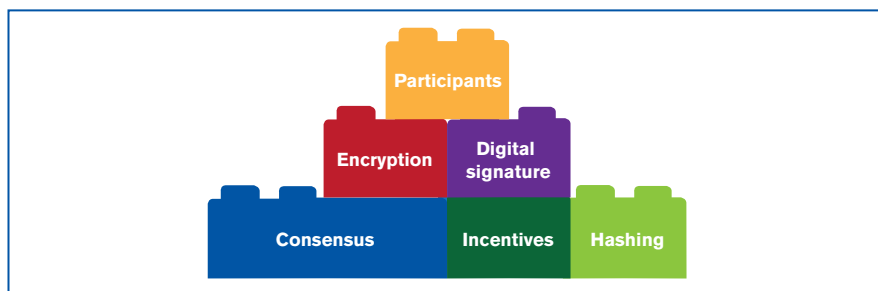 Participants
Encryption
Digital
signature
Consensus
Incentives
Hashing